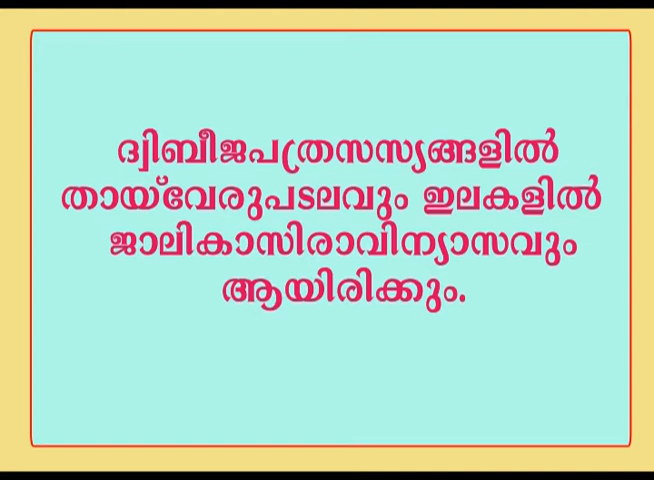 ദ്വിബീജപത്രസസ്യങ്ങളിൽ
തായ്‌വേരുപടലവും ഇലകളിൽ
ജാലികാസിരാവിന്യാസവും
ആയിരിക്കും.